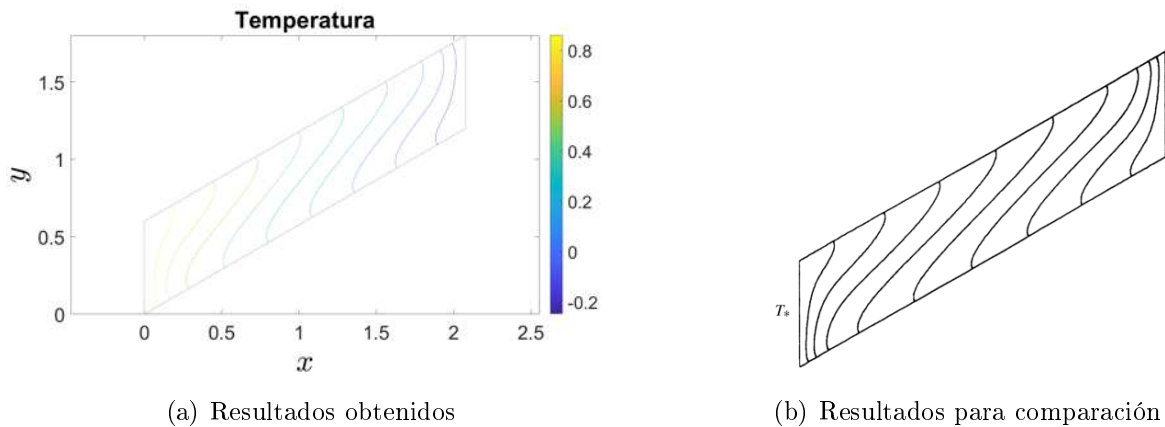 Temperatura
1.5
1
0.5
0
y
0
0.5
1
1.5
2
2.5
x
0.8
0.6
0.4
0.2
0
-0.2
T*
(a) Resultados obtenidos
(b) Resultados para comparación